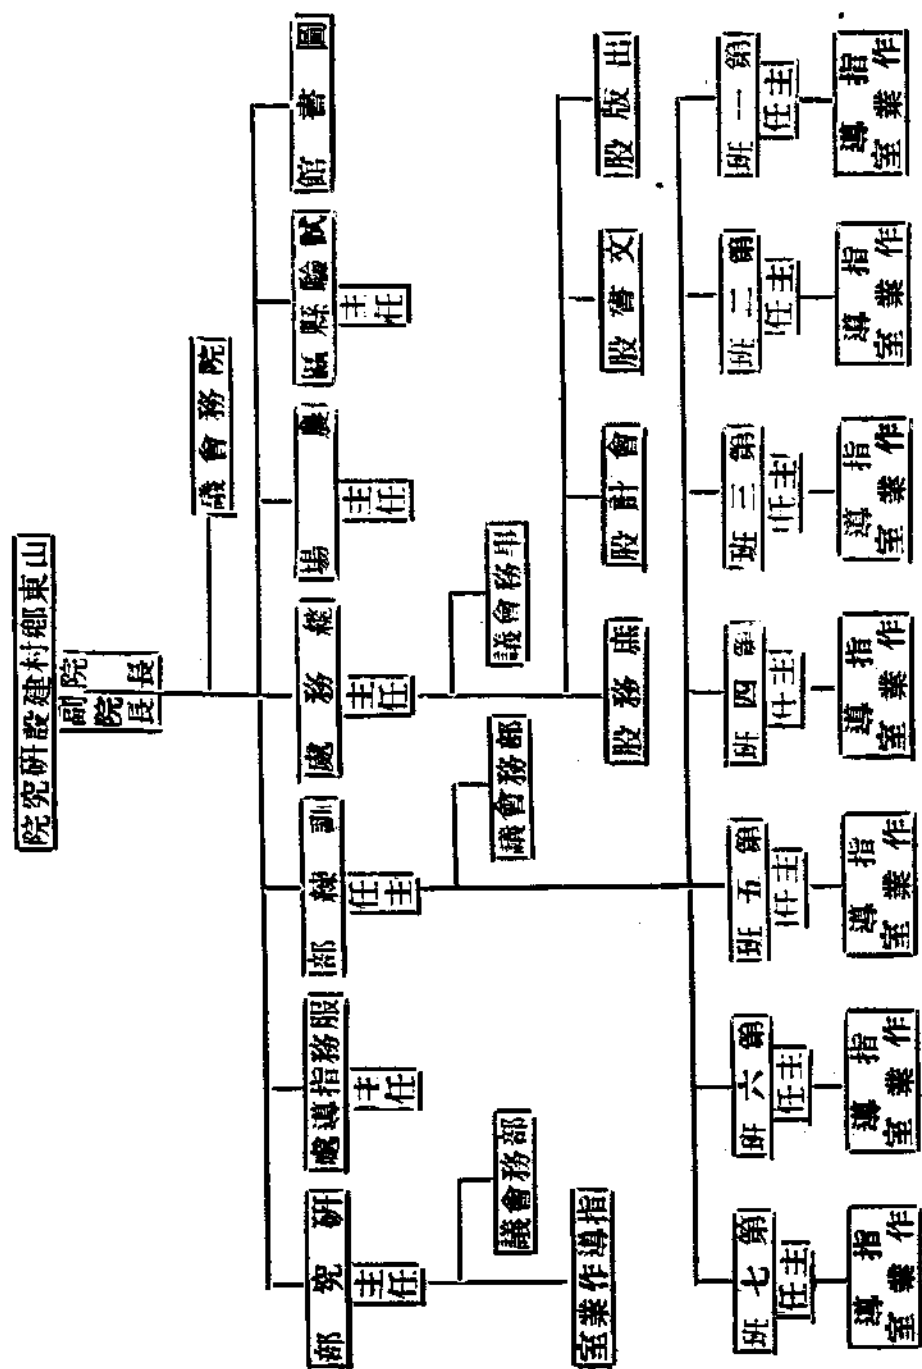 山東鄉村建設研究院
院長
副院長
院務會議
圖書館
試驗縣區
主任
農場
主任
總務處
主任
訓練部
主任
服務指導處
主任
研究部
主任
事務會議
部務會議
部務會議
出版股
文書股
會計股
庶務股
指導作業室
第一班
主任
指導
作業室
第二班
主任
指導
作業室
第三班
主任
指導
作業室
第四班
主任
指導
作業室
第五班
主任
指導
作業室
第六班
主任
指導
作業室
第七班
主任
指導
作業室